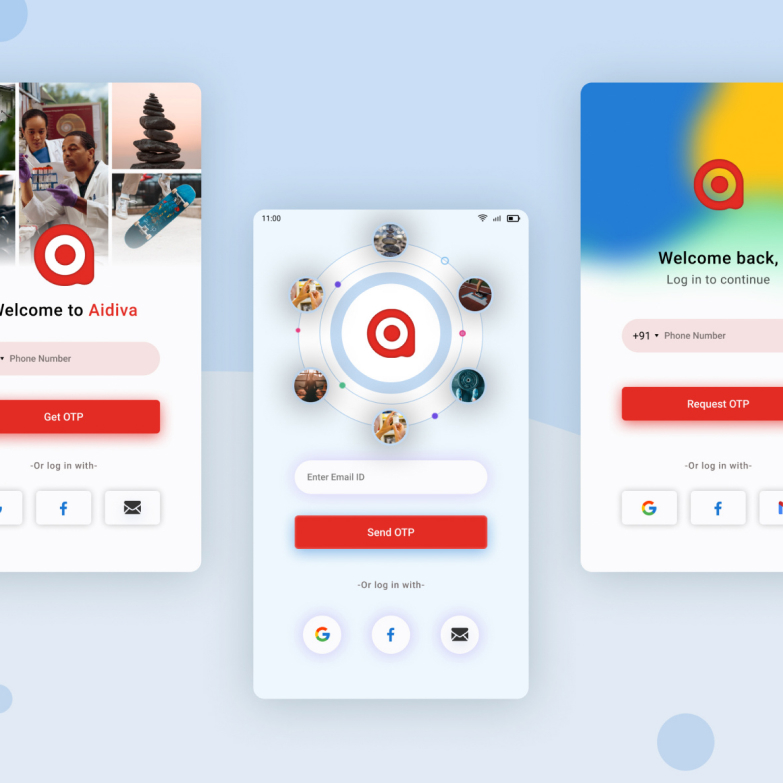 Welcome to Aidiva
Phone Number
Get OTP
-Or log in with-
11:00
Enter Email ID
Send OTP
-Or log in with-
Welcome back,
Log in to continue
+91 Phone Number
Request OTP
-Or log in with-